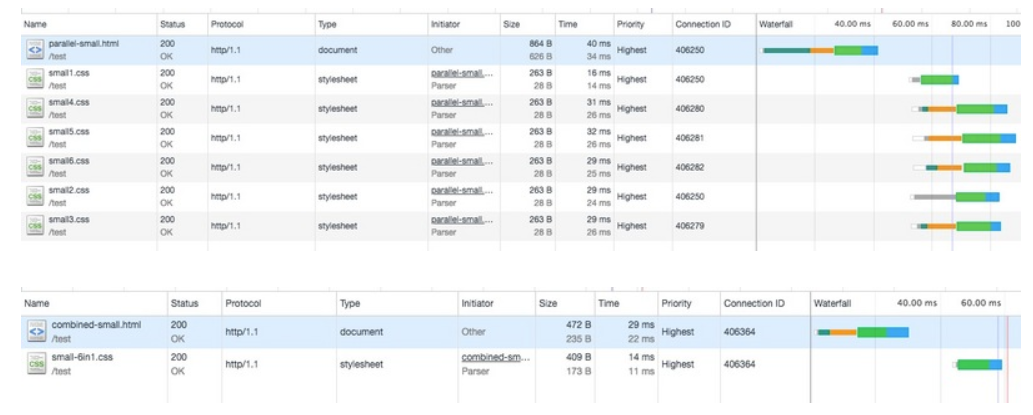 Name Status Protocol Type Initiator Size Time Priority Connection ID Waterfall 40.00 ms 60.00 ms 80.00 ms 100
parallel-small.html 200 http/1.1 document Other 864 B 40 ms Highest 406250
/test OK 626 B 34 ms
small1.css 200 http/1.1 stylesheet parallel-small.... 263 B 16 ms Highest 406250
/test OK Parser 28 B 14 ms
small4.css 200 http/1.1 stylesheet parallel-small.... 263 B 31 ms Highest 406280
/test OK Parser 28 B 26 ms
small5.css 200 http/1.1 stylesheet parallel-small.... 263 B 32 ms Highest 406281
/test OK Parser 28 B 26 ms
small6.css 200 http/1.1 stylesheet parallel-small.... 263 B 29 ms Highest 406282
/test OK Parser 28 B 25 ms
small2.css 200 http/1.1 stylesheet parallel-small.... 263 B 29 ms Highest 406250
/test OK Parser 28 B 24 ms
small3.css 200 http/1.1 stylesheet parallel-small.... 263 B 29 ms Highest 406279
/test OK Parser 28 B 26 ms
Name Status Protocol Type Initiator Size Time Priority Connection ID Waterfall 40.00 ms 60.00 ms
combined-small.html 200 http/1.1 document Other 472 B 29 ms Highest 406364
/test OK 235 B 22 ms
small-6in1.css 200 http/1.1 stylesheet combined-sm... 409 B 14 ms Highest 406364
/test OK Parser 173 B 11 ms